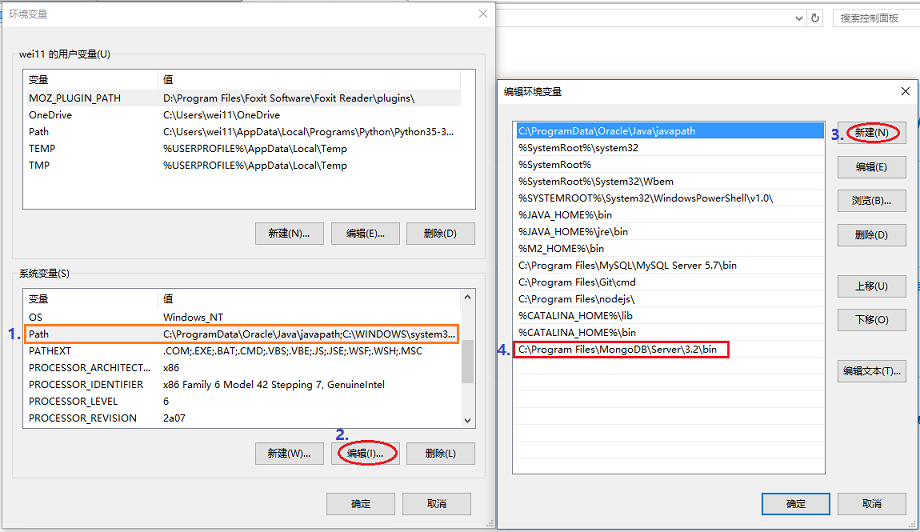 环境变量
wei11 的用户变量(U)
变量 值
MOZ_PLUGIN_PATH D:\Program Files\Foxit Software\Foxit Reader\plugins\
OneDrive C:\Users\wei11\OneDrive
Path C:\Users\wei11\AppData\Local\Programs\Python\Python35-3...
TEMP %USERPROFILE%\AppData\Local\Temp
TMP %USERPROFILE%\AppData\Local\Temp
新建(N)... 编辑(E)... 删除(D)
系统变量(S)
变量 值
OS Windows_NT
1. Path C:\ProgramData\Oracle\Java\javapath;C:\WINDOWS\system3...
PATHEXT .COM;.EXE;.BAT;.CMD;.VBS;.VBE;.JS;.JSE;.WSF;.WSH;.MSC
PROCESSOR_ARCHITECT... x86
PROCESSOR_IDENTIFIER x86 Family 6 Model 42 Stepping 7, GenuineIntel
PROCESSOR_LEVEL 6
PROCESSOR_REVISION 2a07
2.
新建(W)... 编辑(I)... 删除(L)
确定 取消
搜索控制面板
编辑环境变量
C:\ProgramData\Oracle\Java\javapath
%SystemRoot%\system32
%SystemRoot%
%SystemRoot%\System32\Wbem
%SYSTEMROOT%\System32\WindowsPowerShell\v1.0\
%JAVA_HOME%\bin
%JAVA_HOME%\jre\bin
%M2_HOME%\bin
C:\Program Files\MySQL\MySQL Server 5.7\bin
C:\Program Files\Git\cmd
C:\Program Files\nodejs\
%CATALINA_HOME%\lib
%CATALINA_HOME%\bin
4. C:\Program Files\MongoDB\Server\3.2\bin
3. 新建(N)
编辑(E)
浏览(B)...
删除(D)
上移(U)
下移(O)
编辑文本(T)...
确定 取消